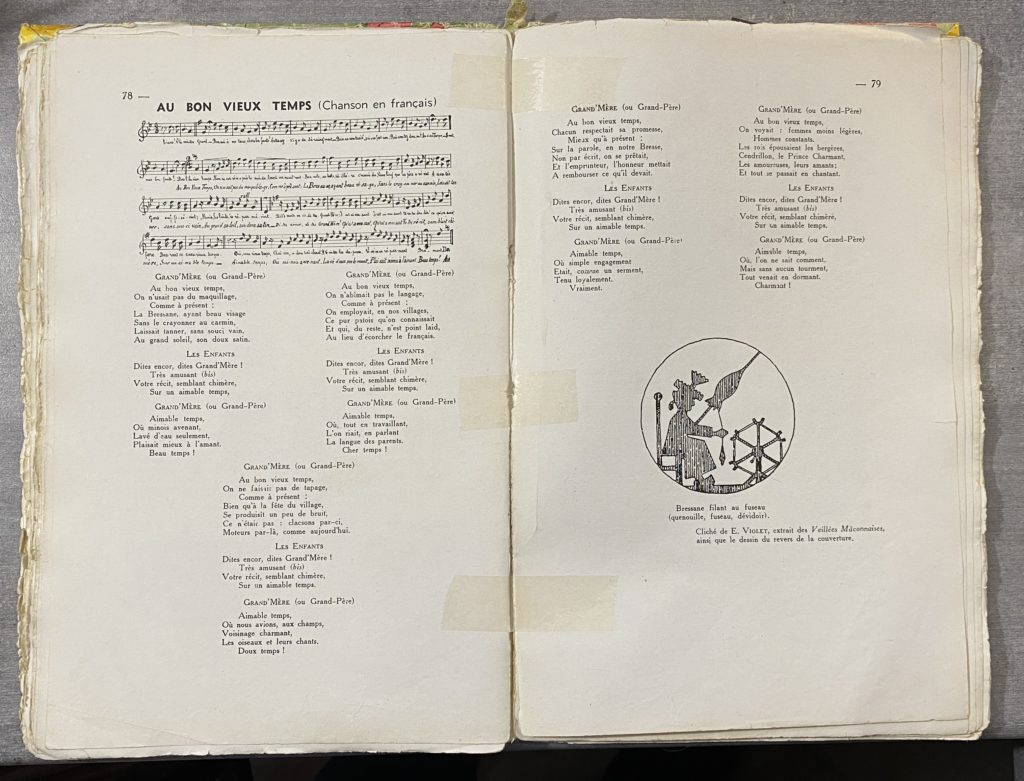 78 —
AU BON VIEUX TEMPS (Chanson en français)
Au Bon Vieux Temps,
GRAND'MÈRE (ou Grand-Père)
Au bon vieux temps,
On n'usait pas du maquillage,
Comme à présent :
La Bressane, ayant beau visage
Sans le crayonner au carmin,
Laissait tanner, sans souci vain,
Au grand soleil, son doux satin.
LES ENFANTS
Dites encor, dites Grand'Mère !
Très amusant (bis)
Votre récit, semblant chimère,
Sur un aimable temps.
GRAND'MÈRE (ou Grand-Père)
Aimable temps,
Où minois avenant,
Lavé d'eau seulement,
Plaisait mieux à l'amant.
Beau temps !
GRAND'MÈRE (ou Grand-Père)
Au bon vieux temps,
On n'abîmait pas le langage,
Comme à présent :
On employait, en nos villages,
Ce pur patois qu'on connaissait
Et qui, du reste, n'est point laid,
Au lieu d'écorcher le français.
LES ENFANTS
Dites encor, dites Grand'Mère !
Très amusant (bis)
Votre récit, semblant chimère,
Sur un aimable temps.
GRAND'MÈRE (ou Grand-Père)
Aimable temps,
Où, tout en travaillant,
L'on riait, en parlant
La langue des parents.
Cher temps !
GRAND'MÈRE (ou Grand-Père)
Au bon vieux temps,
On ne faisait pas de tapage,
Comme à présent :
Bien qu'à la fête du village,
Se produisît un peu de bruit,
Ce n'était pas : clacsons par-ci,
Moteurs par-là, comme aujourd'hui.
LES ENFANTS
Dites encor, dites Grand'Mère !
Très amusant (bis)
Votre récit, semblant chimère,
Sur un aimable temps.
GRAND'MÈRE (ou Grand-Père)
Aimable temps,
Où nous avions, aux champs,
Voisinage charmant,
Les oiseaux et leurs chants.
Doux temps !
— 79
GRAND'MÈRE (ou Grand-Père)
Au bon vieux temps,
Chacun respectait sa promesse,
Mieux qu'à présent :
Sur la parole, en notre Bresse,
Non par écrit, on se prêtait,
Et l'emprunteur, l'honneur mettait
A rembourser ce qu'il devait.
LES ENFANTS
Dites encor, dites Grand'Mère !
Très amusant (bis)
Votre récit, semblant chimère,
Sur un aimable temps.
GRAND'MÈRE (ou Grand-Père)
Aimable temps,
Où simple engagement
Etait, comme un serment,
Tenu loyalement.
Vraiment.
GRAND'MÈRE (ou Grand-Père)
Au bon vieux temps,
On voyait : femmes moins légères,
Hommes constants.
Les rois épousaient les bergères,
Cendrillon, le Prince Charmant,
Les amourruses, leurs amants;
Et tout se passait en chantant.
LES ENFANTS
Dites encor, dites Grand'Mère !
Très amusant (bis)
Votre récit, semblant chimère,
Sur un aimable temps.
GRAND'MÈRE (ou Grand-Père)
Aimable temps,
Où, l'on ne sait comment,
Mais sans aucun tourment,
Tout venait en dormant.
Charmant !
Bressane filant au fuseau
(quenouille, fuseau, dévidoir).
Cliché de E. VIOLET, extrait des Veillées Mâconnaises,
ainsi que le dessin du revers de la couverture.